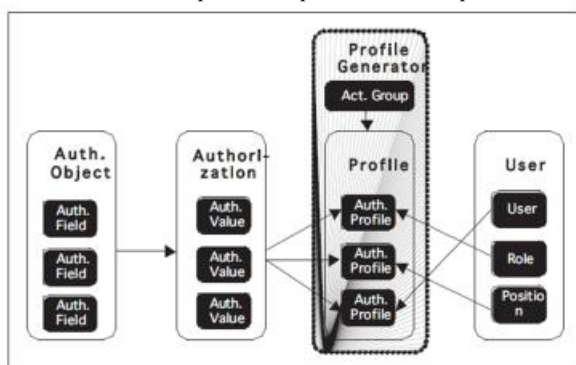 Profile
Generator
Act. Group
Auth.
Object
Auth.
Field
Auth.
Field
Auth.
Field
Authori-
zation
Auth.
Value
Auth.
Value
Auth.
Value
Profile
Auth.
Profile
Auth.
Profile
Auth.
Profile
User
User
Role
Positio
n